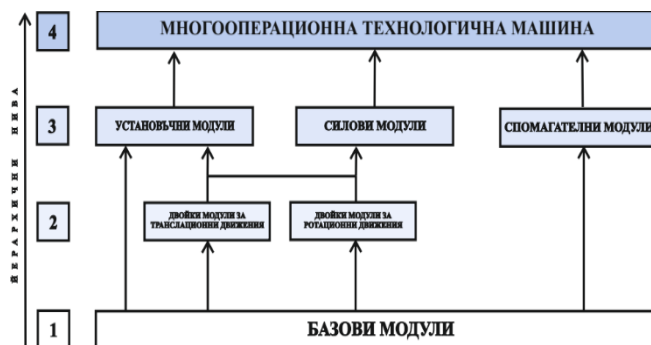 ЙЕРАРХИЧНИ НИВА
4
МНОГООПЕРАЦИОННА ТЕХНОЛОГИЧНА МАШИНА
3
УСТАНОВЪЧНИ МОДУЛИ
СИЛОВИ МОДУЛИ
СПОМАГАТЕЛНИ МОДУЛИ
2
ДВОЙКИ МОДУЛИ ЗА
ТРАНСЛАЦИОННИ ДВИЖЕНИЯ
ДВОЙКИ МОДУЛИ ЗА
РОТАЦИОННИ ДВИЖЕНИЯ
1
БАЗОВИ МОДУЛИ